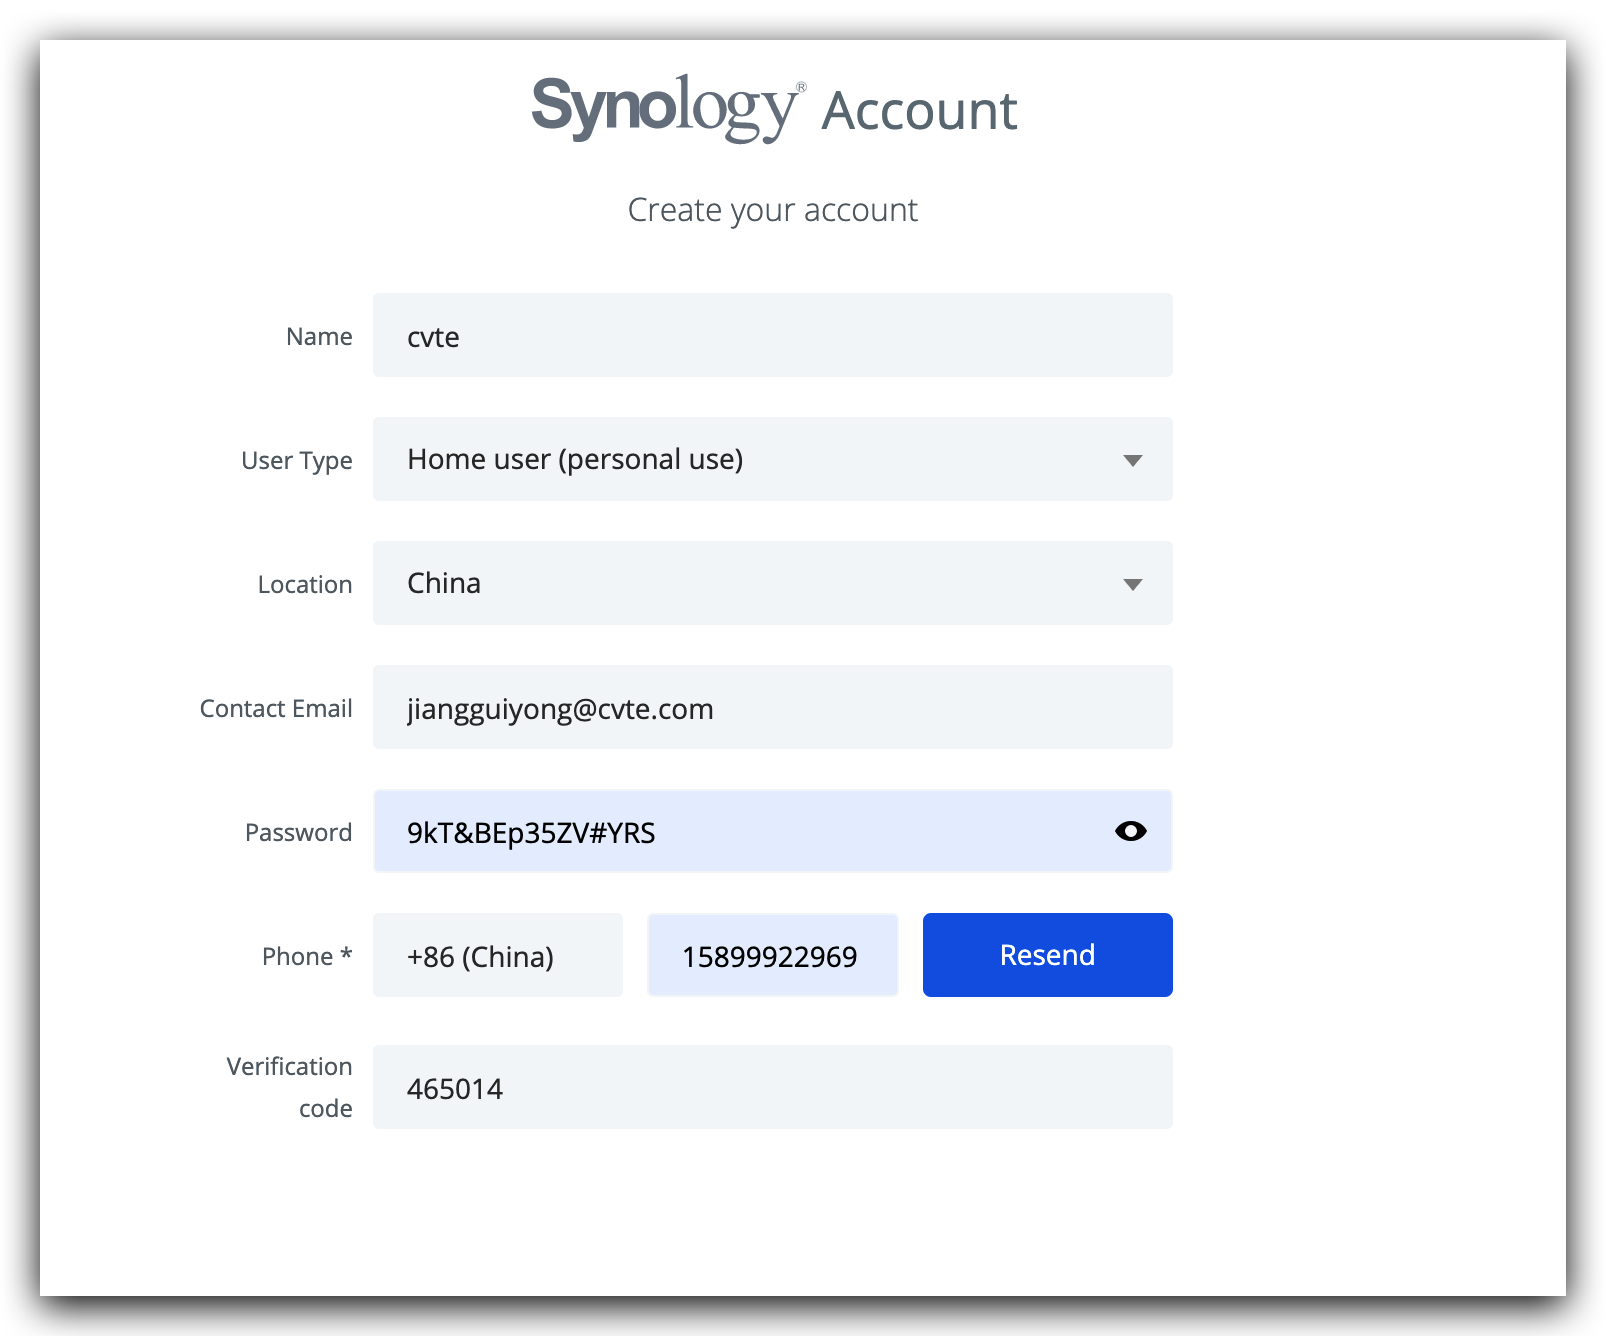 Synology® Account
Create your account
Name cvte
User Type Home user (personal use)
Location China
Contact Email jiangguiyong@cvte.com
Password 9kT&BEp35ZV#YRS
Phone * +86 (China) 15899922969 Resend
Verification code 465014